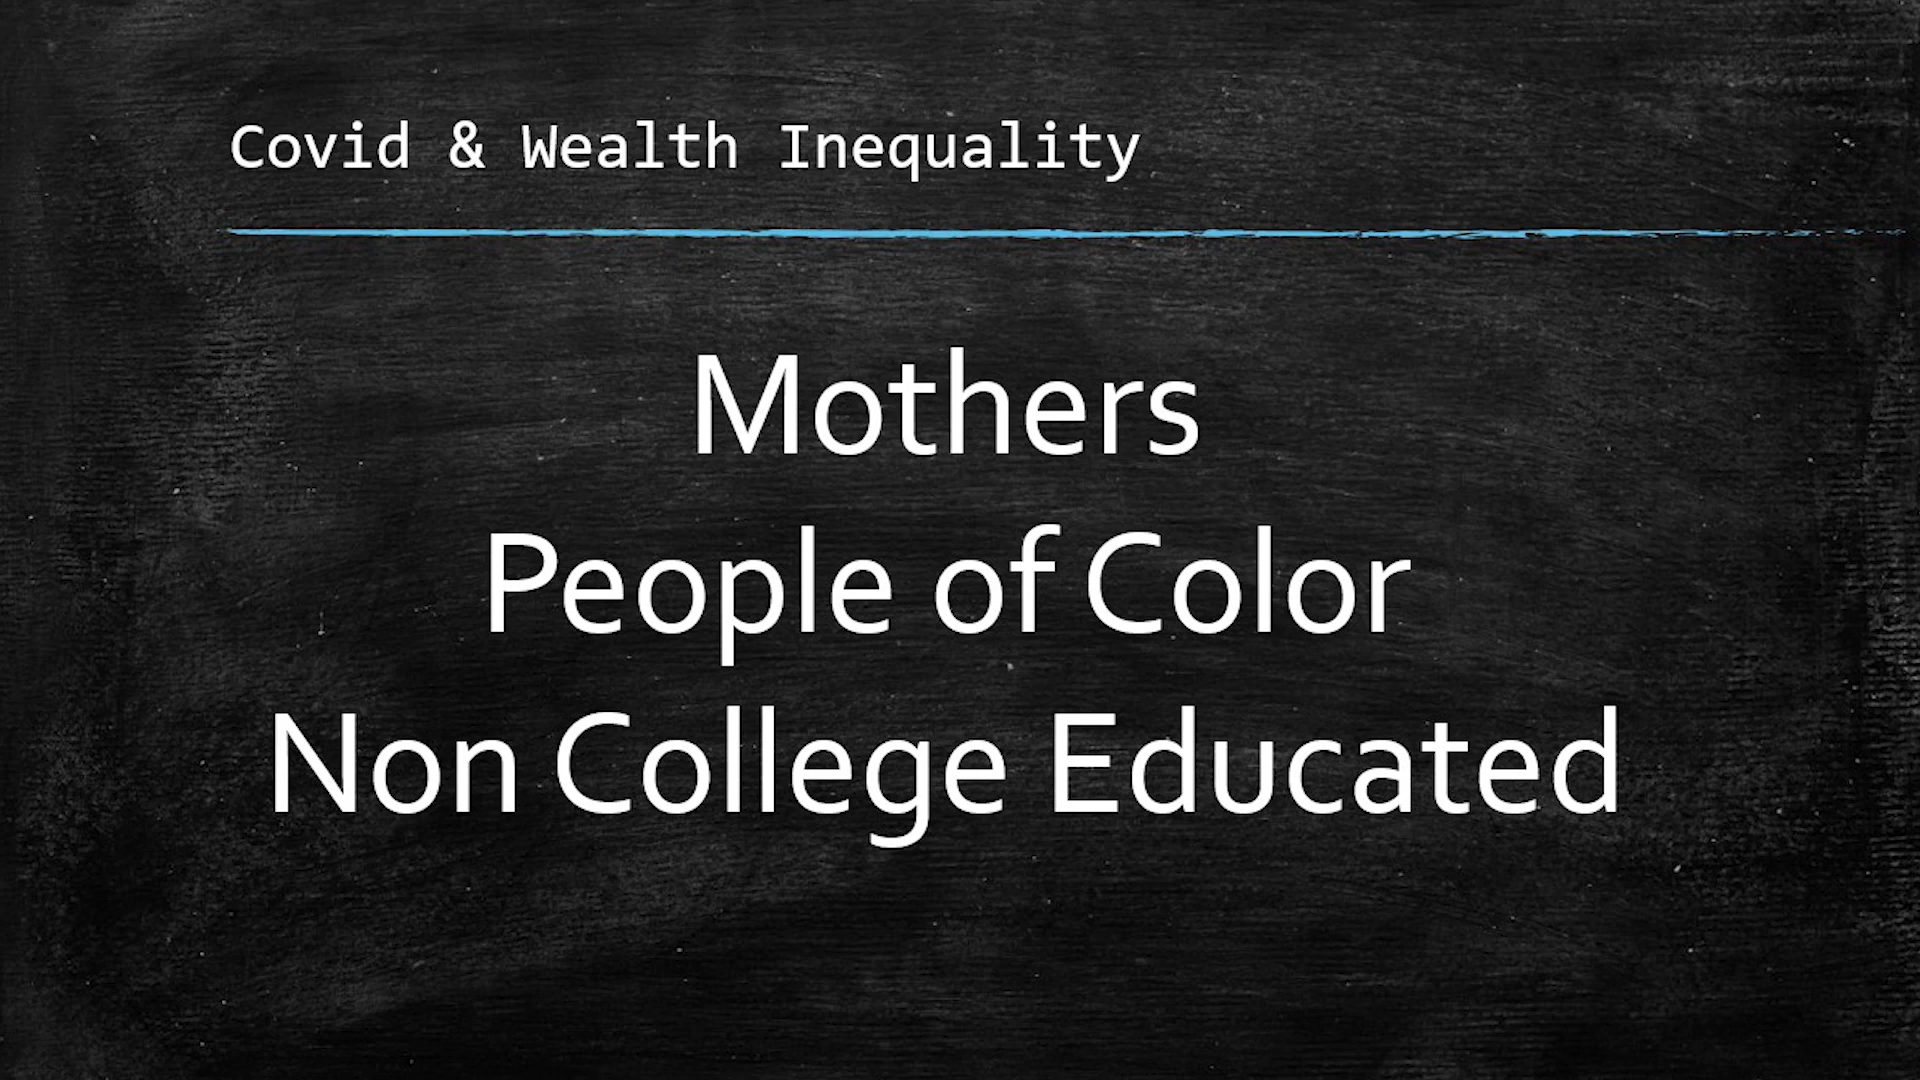 Covid & Wealth Inequality
Mothers
People of Color
Non College Educated